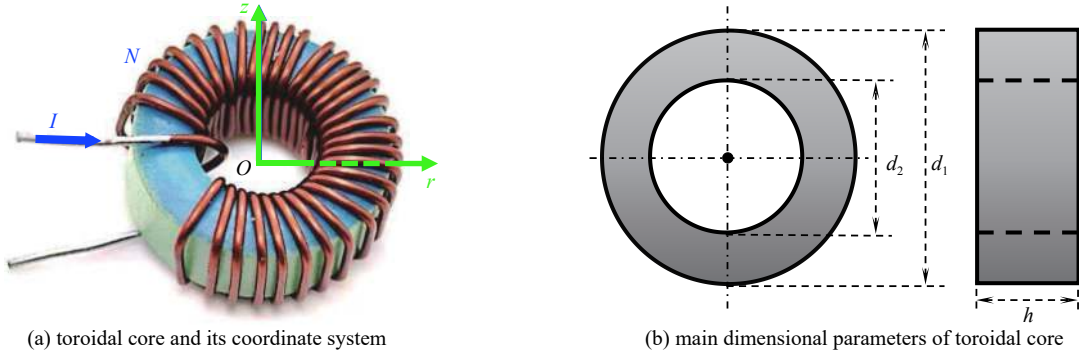 z
N
I
O
r
d₂
d₁
h
(a) toroidal core and its coordinate system
(b) main dimensional parameters of toroidal core